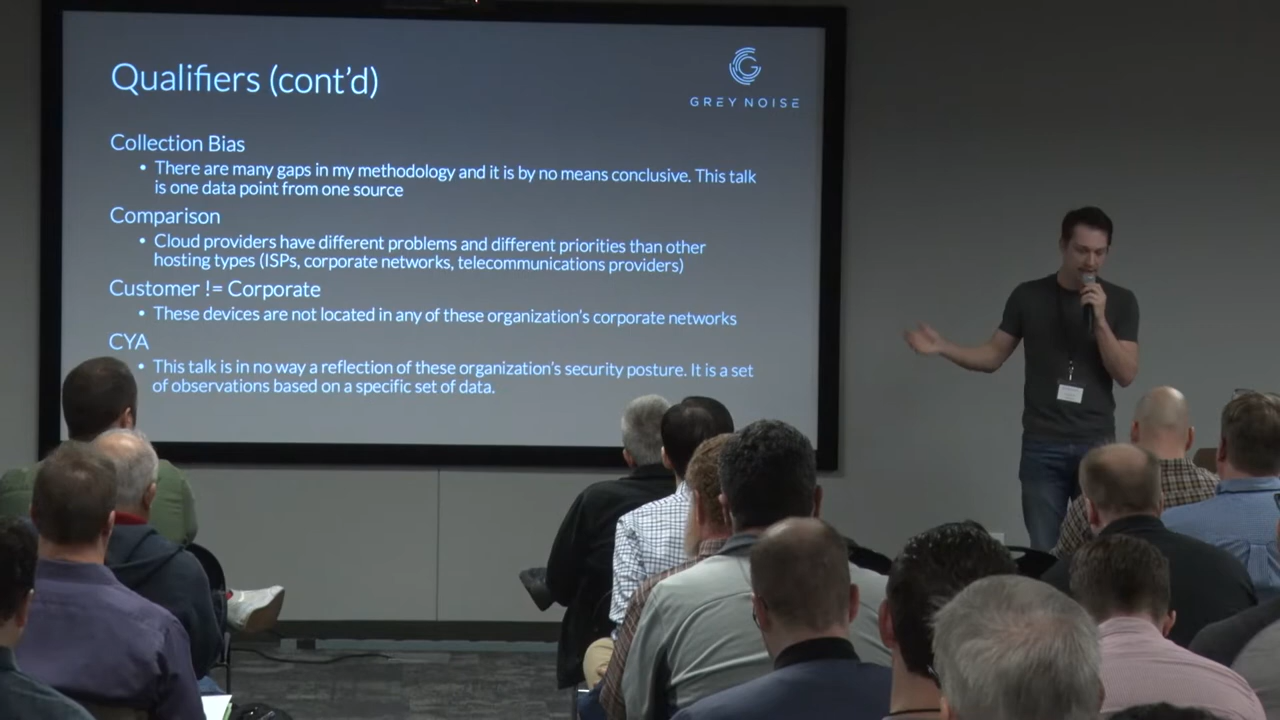 Qualifiers (cont'd)
GREY NOISE
Collection Bias
• There are many gaps in my methodology and it is by no means conclusive. This talk
is one data point from one source
Comparison
• Cloud providers have different problems and different priorities than other
hosting types (ISPs, corporate networks, telecommunications providers)
Customer != Corporate
• These devices are not located in any of these organization's corporate networks
CYA
• This talk is in no way a reflection of these organization's security posture. It is a set
of observations based on a specific set of data.